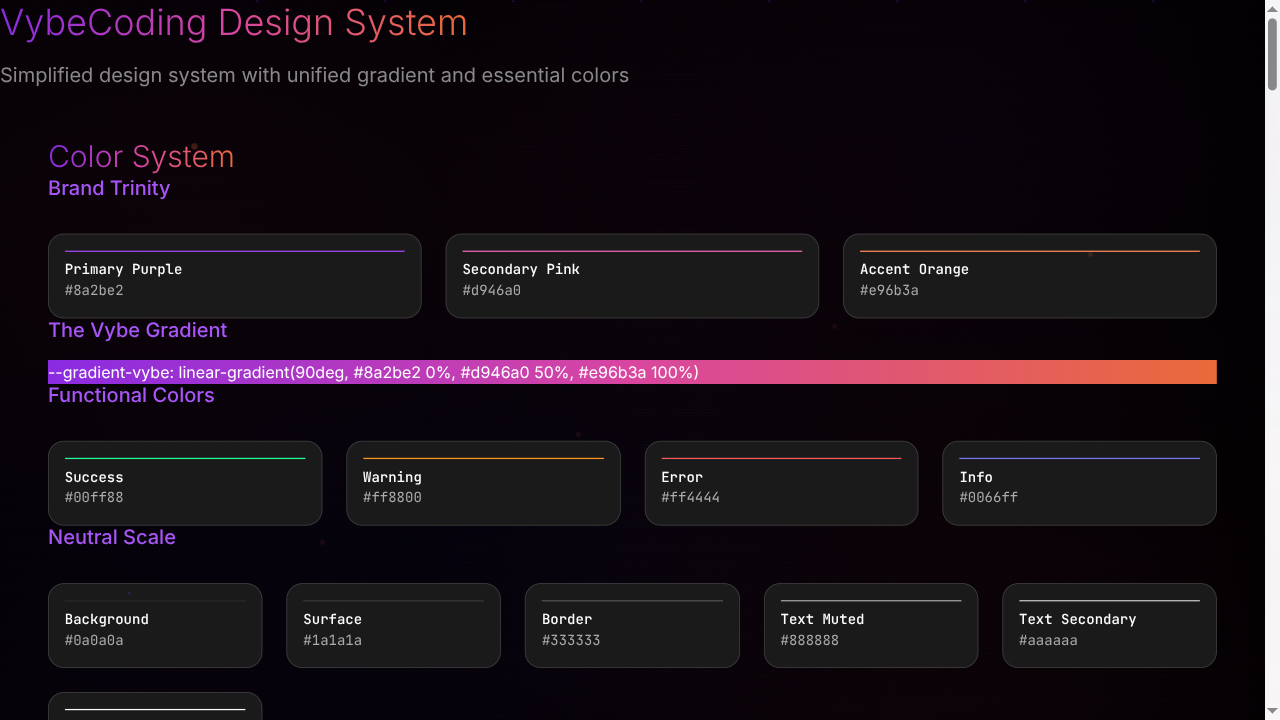 VybeCoding Design System
Simplified design system with unified gradient and essential colors
Color System
Brand Trinity
Primary Purple
#8a2be2
Secondary Pink
#d946a0
Accent Orange
#e96b3a
The Vybe Gradient
--gradient-vybe: linear-gradient(90deg, #8a2be2 0%, #d946a0 50%, #e96b3a 100%)
Functional Colors
Success
#00ff88
Warning
#ff8800
Error
#ff4444
Info
#0066ff
Neutral Scale
Background
#0a0a0a
Surface
#1a1a1a
Border
#333333
Text Muted
#888888
Text Secondary
#aaaaaa